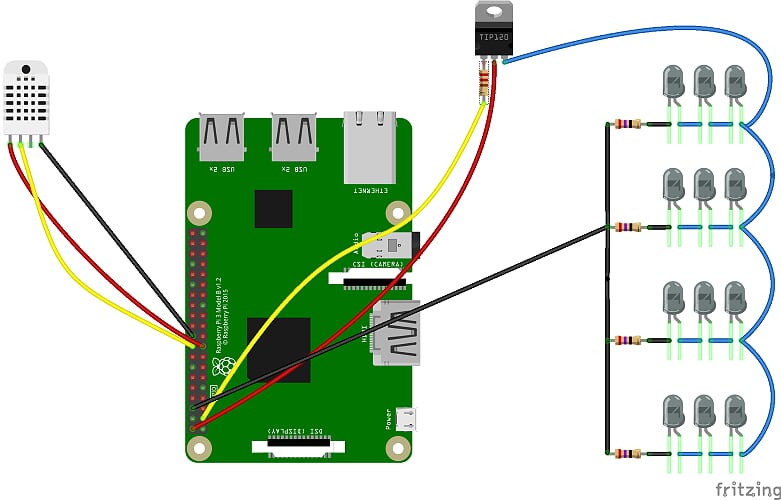 TIP120
USB 2x
USB 2x
ETHERNET
Audio
CSI (CAMERA)
Raspberry Pi 3 Model B v1.2
© Raspberry Pi 2015
HDMI
Power
DSI (DISPLAY)
fritzing